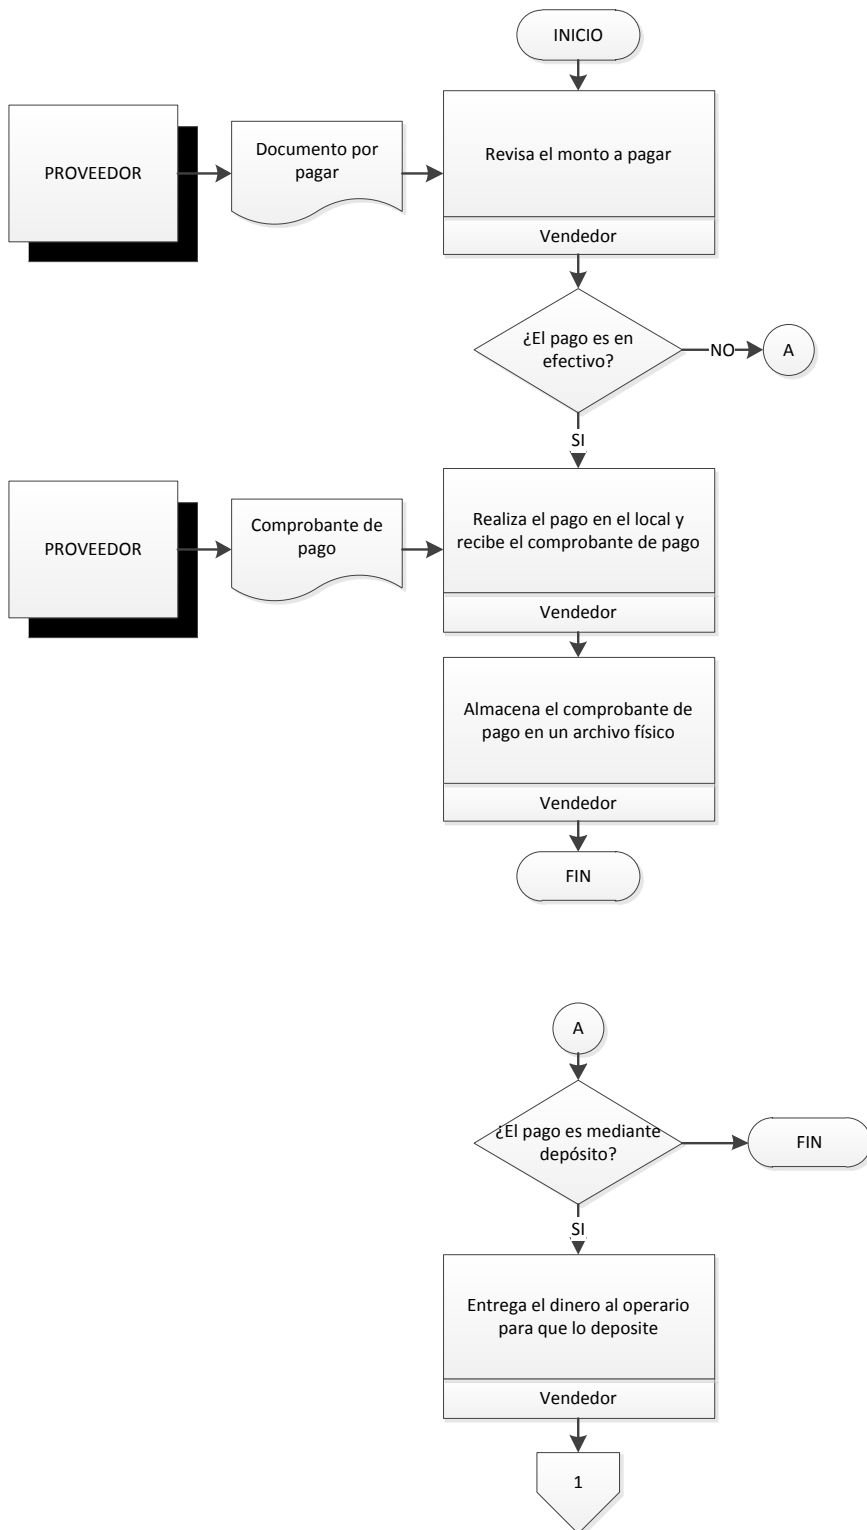 INICIO
PROVEEDOR
Documento por
pagar
Revisa el monto a pagar
Vendedor
¿El pago es en
efectivo?
NO
A
SI
PROVEEDOR
Comprobante de
pago
Realiza el pago en el local y
recibe el comprobante de pago
Vendedor
Almacena el comprobante de
pago en un archivo físico
Vendedor
FIN
A
¿El pago es mediante
depósito?
FIN
SI
Entrega el dinero al operario
para que lo deposite
Vendedor
1